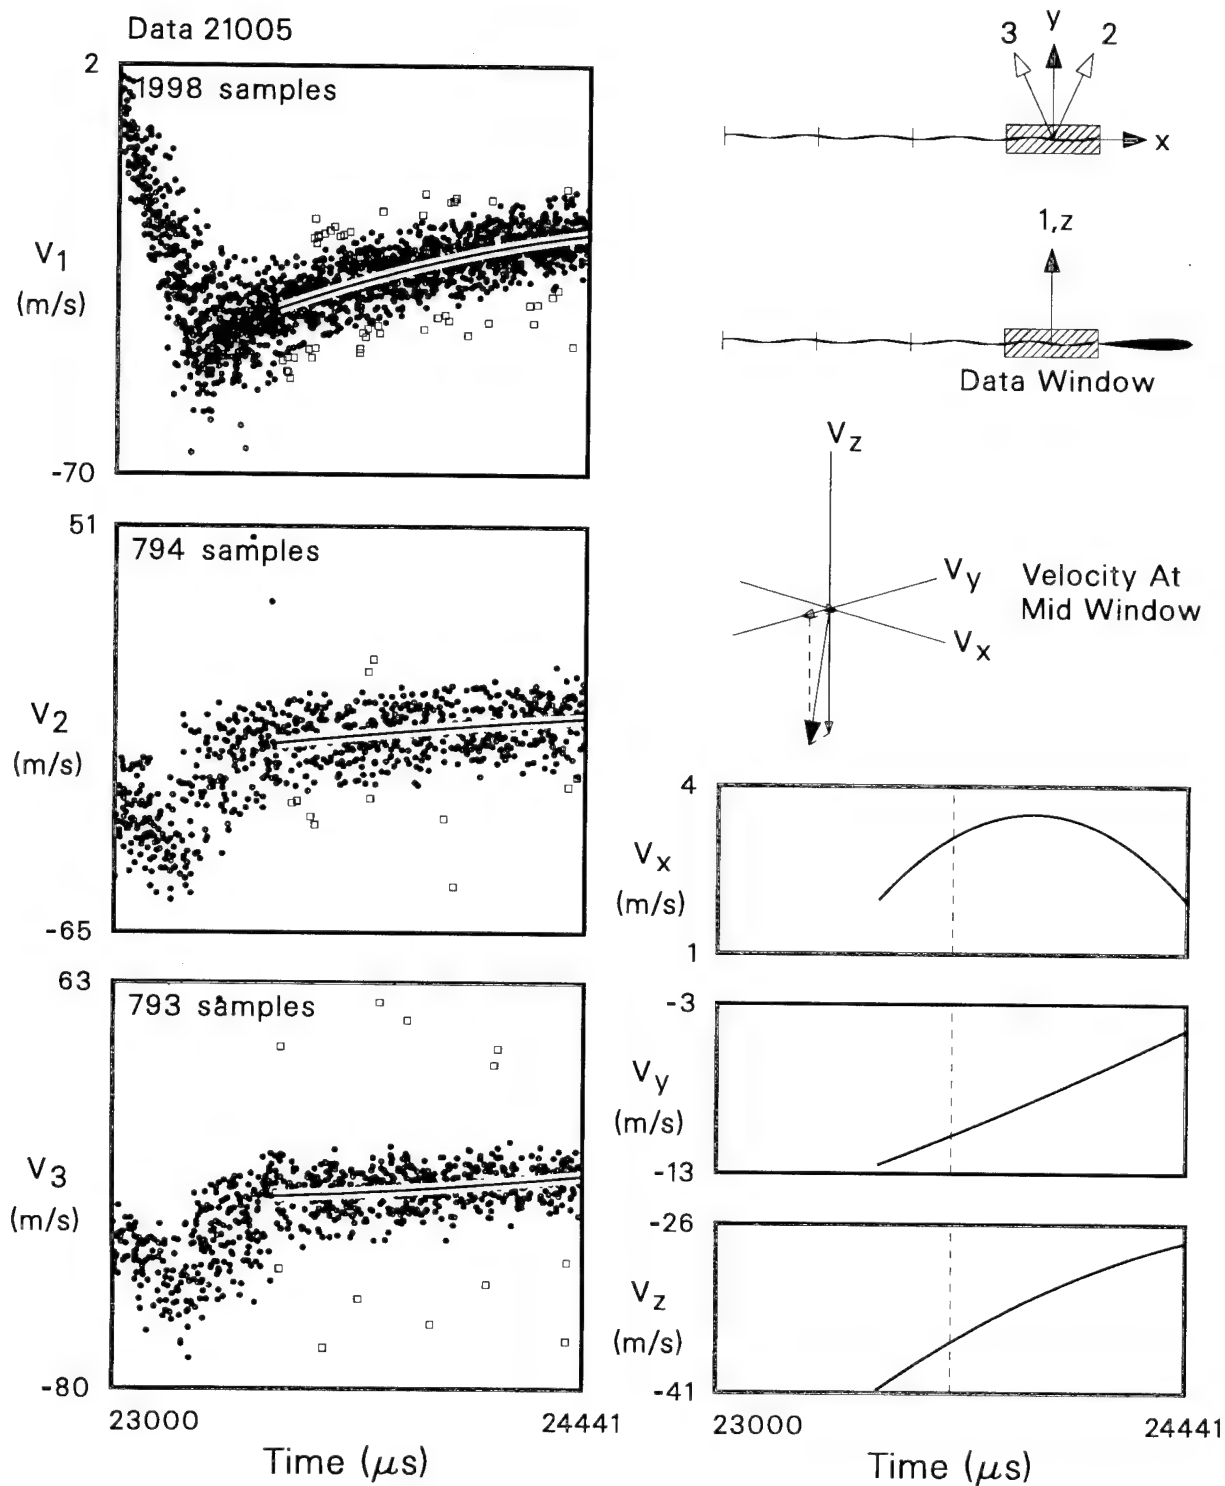 Data 21005
2
1998 samples
V1
(m/s)
-70
51
794 samples
V2
(m/s)
-65
63
793 samples
V3
(m/s)
-80
23000
24441
Time (μs)
3
y
2
x
1,z
Data Window
Vz
Vy
Vx
Velocity At
Mid Window
4
Vx
(m/s)
1
-3
Vy
(m/s)
-13
-26
Vz
(m/s)
-41
23000
24441
Time (μs)